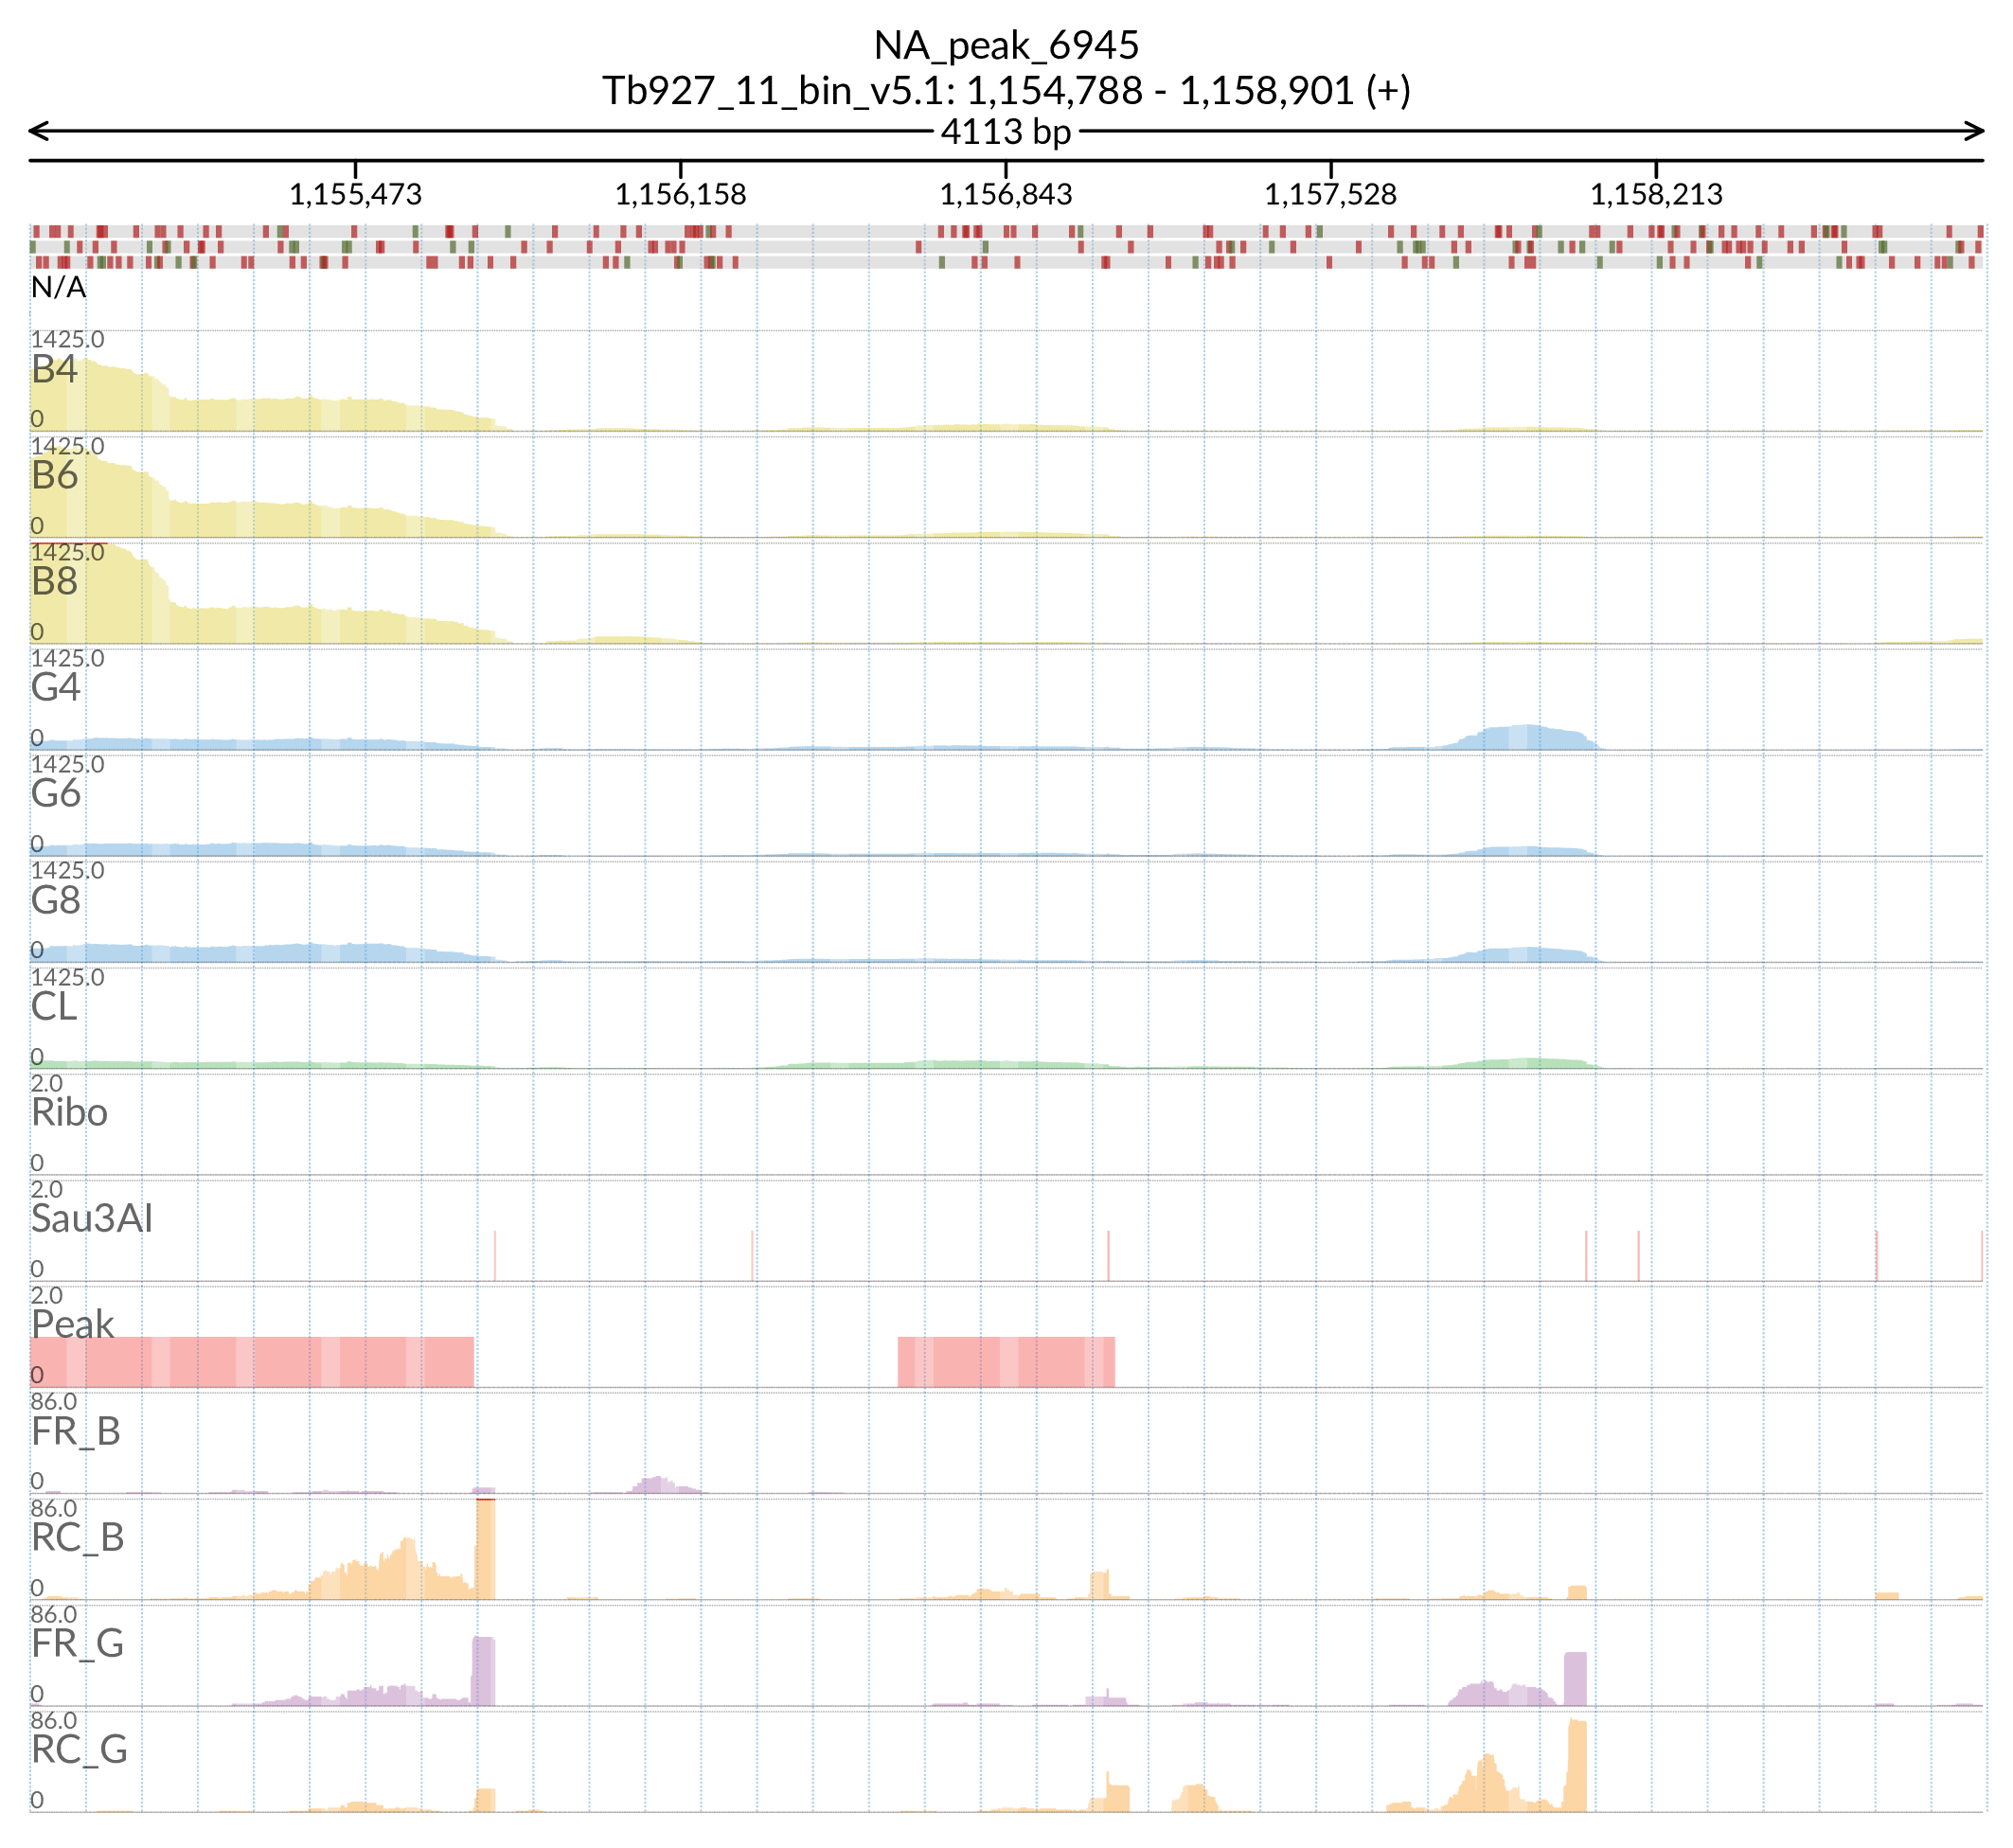 NA_peak_6945
Tb927_11_bin_v5.1: 1,154,788 - 1,158,901 (+)
4113 bp
1,155,473 1,156,158 1,156,843 1,157,528 1,158,213
N/A
1425.0
B4
0
1425.0
B6
0
1425.0
B8
0
1425.0
G4
0
1425.0
G6
0
1425.0
G8
0
1425.0
CL
0
2.0
Ribo
0
2.0
Sau3AI
0
2.0
Peak
0
86.0
FR_B
0
86.0
RC_B
0
86.0
FR_G
0
86.0
RC_G
0